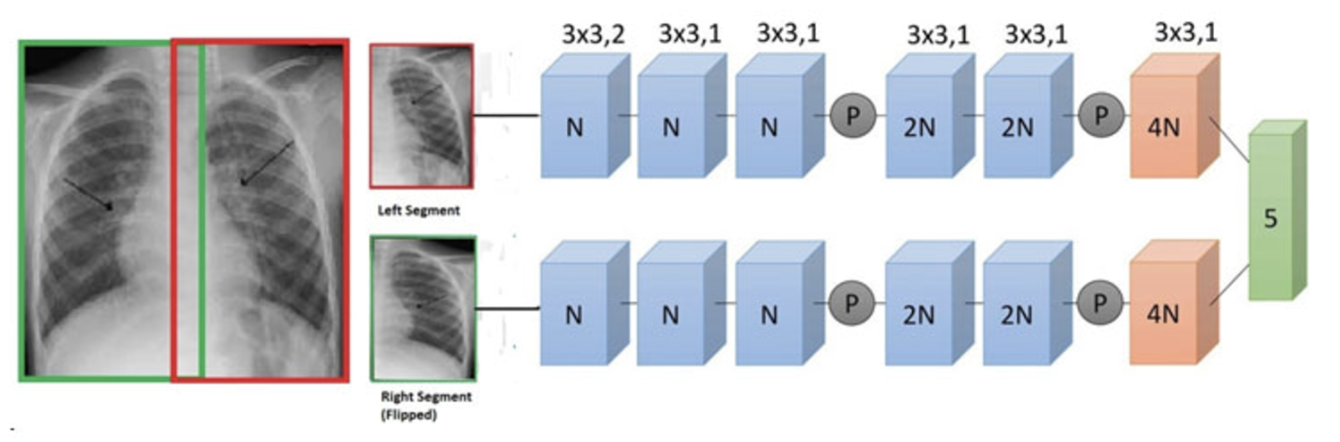 3x3,2 3x3,1 3x3,1 3x3,1 3x3,1 3x3,1
N N N P 2N 2N P 4N
Left Segment
5
N N N P 2N 2N P 4N
Right Segment
(Flipped)